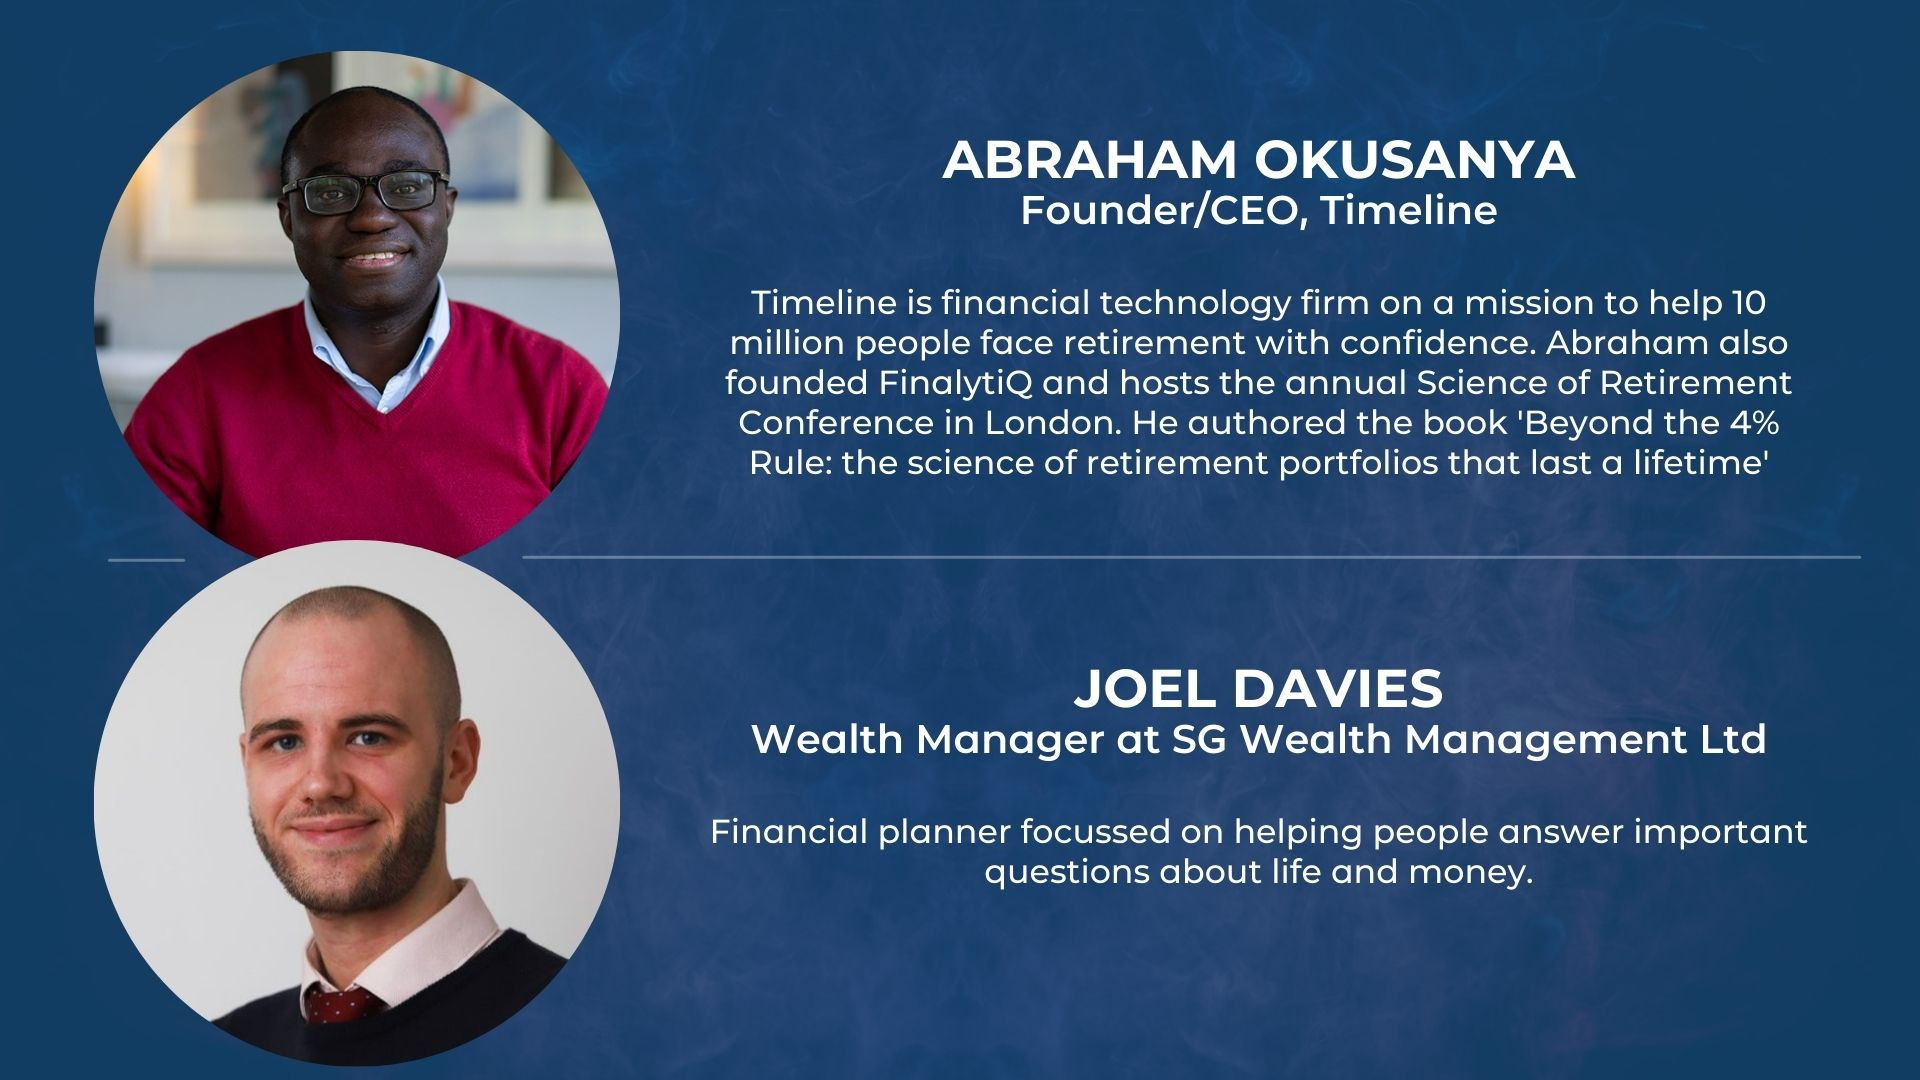 ABRAHAM OKUSANYA
Founder/CEO, Timeline
Timeline is financial technology firm on a mission to help 10
million people face retirement with confidence. Abraham also
founded FinalytiQ and hosts the annual Science of Retirement
Conference in London. He authored the book 'Beyond the 4%
Rule: the science of retirement portfolios that last a lifetime'
JOEL DAVIES
Wealth Manager at SG Wealth Management Ltd
Financial planner focussed on helping people answer important
questions about life and money.